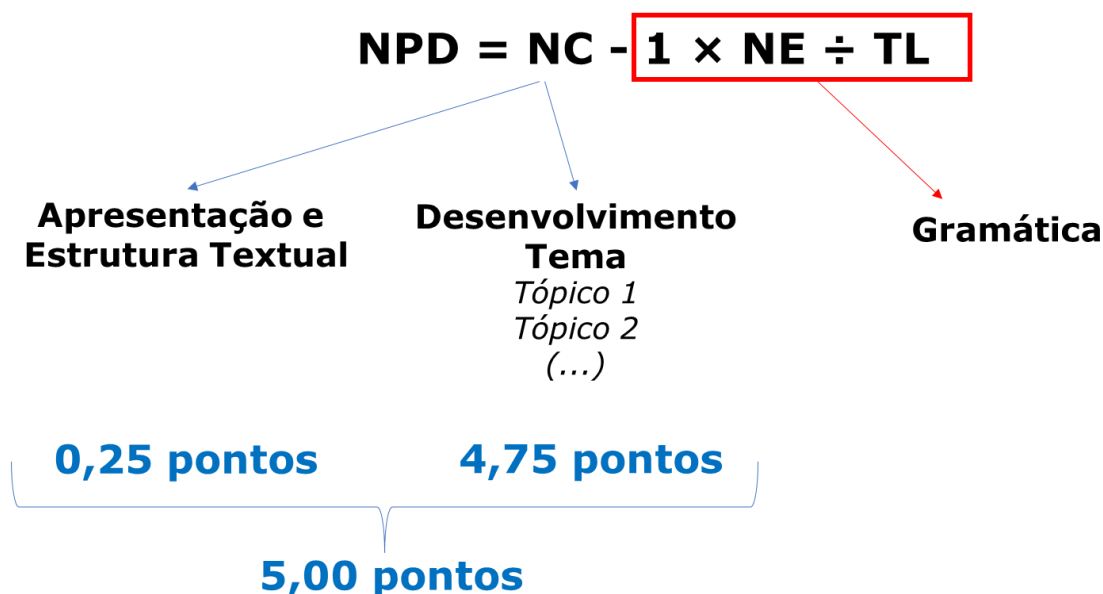 NPD = NC - 1 × NE ÷ TL
Apresentação e
Estrutura Textual
Desenvolvimento
Tema
Tópico 1
Tópico 2
(...)
Gramática
0,25 pontos
4,75 pontos
5,00 pontos